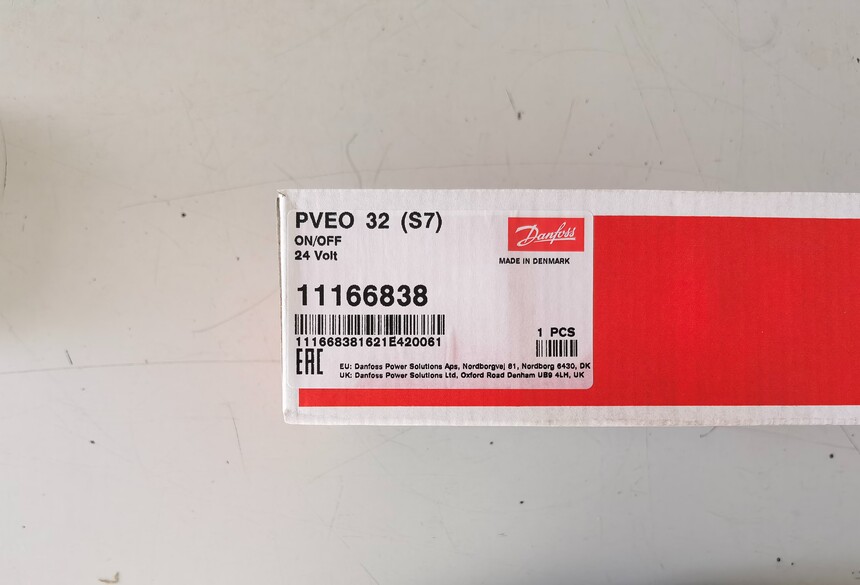 PVEO 32 (S7)
ON/OFF
24 Volt
Danfoss
MADE IN DENMARK
11166838
111668381621E420061
1 PCS
EAC
EU: Danfoss Power Solutions Aps, Nordborgvej 81, Nordborg 6430, DK
UK: Danfoss Power Solutions Ltd, Oxford Road Denham UB9 4LH, UK